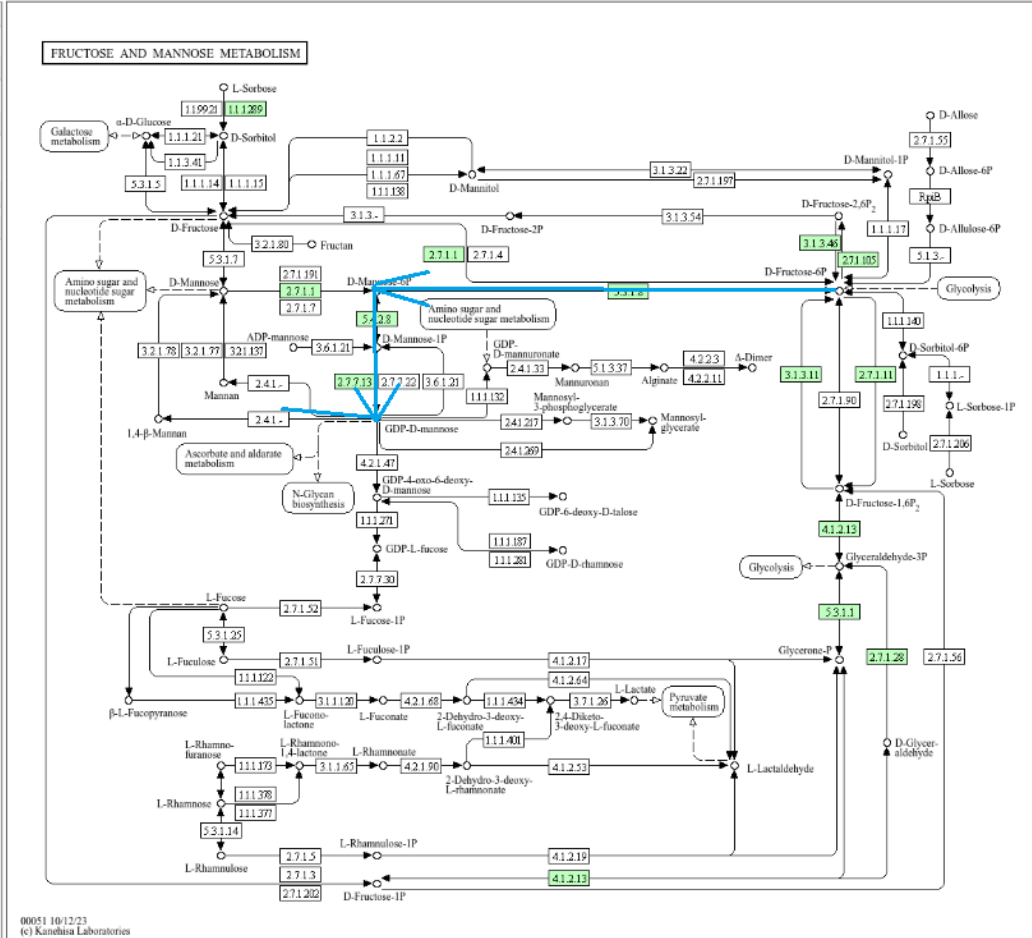 FRUCTOSE AND MANNOSE METABOLISM
L-Sorbose
1.1.99.21 1.1.1.289
α-D-Glucose
Galactose
metabolism
1.1.1.21
D-Sorbitol
1.1.3.41
5.3.1.5
1.1.1.14 1.1.1.15
1.1.2.2
1.1.1.11
1.1.1.67
1.1.1.138
D-Mannitol
3.1.3.22
2.7.1.197
D-Mannitol-1P
D-Allose
2.7.1.55
D-Allose-6P
RpiB
D-Allulose-6P
5.1.3.-
1.1.1.17
D-Fructose
3.1.3.-
D-Fructose-2P
3.1.3.54
D-Fructose-2,6P2
3.2.1.80
Fructan
5.3.1.7
2.7.1.1 2.7.1.4
3.1.3.46
2.7.1.105
D-Fructose-6P
Glycolysis
Amino sugar and
nucleotide sugar
metabolism
D-Mannose
2.7.1.191
2.7.1.1
2.7.1.7
D-Mannose-6P
5.3.1.8
Amino sugar and
nucleotide sugar metabolism
5.4.2.8
ADP-mannose
3.6.1.21
D-Mannose-1P
GDP-
D-mannuronate
2.4.1.33
Mannuronan
5.1.3.37
Alginate
4.2.2.3
4.2.2.11
Δ-Dimer
3.2.1.78 3.2.1.77 3.2.1.137
Mannan
2.4.1.-
2.7.7.13 2.7.7.22 3.6.1.21
1.1.1.132
1,4-β-Mannan
2.4.1.-
GDP-D-mannose
Mannosyl-
3-phosphoglycerate
2.4.1.217
3.1.3.70
Mannosyl-
glycerate
2.4.1.269
1.1.1.140
D-Sorbitol-6P
1.1.1.-
2.7.1.198
L-Sorbose-1P
D-Sorbitol
2.7.1.206
L-Sorbose
3.1.3.11
2.7.1.11
2.7.1.90
Ascorbate and aldarate
metabolism
N-Glycan
biosynthesis
4.2.1.47
GDP-4-oxo-6-deoxy-
D-mannose
1.1.1.135
GDP-6-deoxy-D-talose
1.1.1.271
GDP-L-fucose
1.1.1.187
1.1.1.281
GDP-D-rhamnose
2.7.7.30
D-Fructose-1,6P2
4.1.2.13
Glyceraldehyde-3P
Glycolysis
5.3.1.1
L-Fucose
2.7.1.52
L-Fucose-1P
5.3.1.25
L-Fuculose
2.7.1.51
L-Fuculose-1P
4.1.2.17
Glycerone-P
2.7.1.28
2.7.1.56
1.1.1.122
4.1.2.64
β-L-Fucopyranose
1.1.1.435
L-Fucono-
lactone
3.1.1.120
L-Fuconate
4.2.1.68
2-Dehydro-3-deoxy-
L-fuconate
1.1.1.434
2,4-Diketo-
3-deoxy-L-fuconate
3.7.1.26
L-Lactate
Pyruvate
metabolism
1.1.1.401
L-Rhamno-
furanose
1.1.1.173
L-Rhamnono-
1,4-lactone
3.1.1.65
L-Rhamnonate
4.2.1.90
2-Dehydro-3-deoxy-
L-rhamnonate
4.1.2.53
L-Lactaldehyde
D-Glycer-
aldehyde
L-Rhamnose
1.1.1.378
1.1.1.377
5.3.1.14
L-Rhamnulose
2.7.1.5
L-Rhamnulose-1P
4.1.2.19
2.7.1.3
2.7.1.202
D-Fructose-1P
4.1.2.13
00051 10/12/23
(c) Kanehisa Laboratories